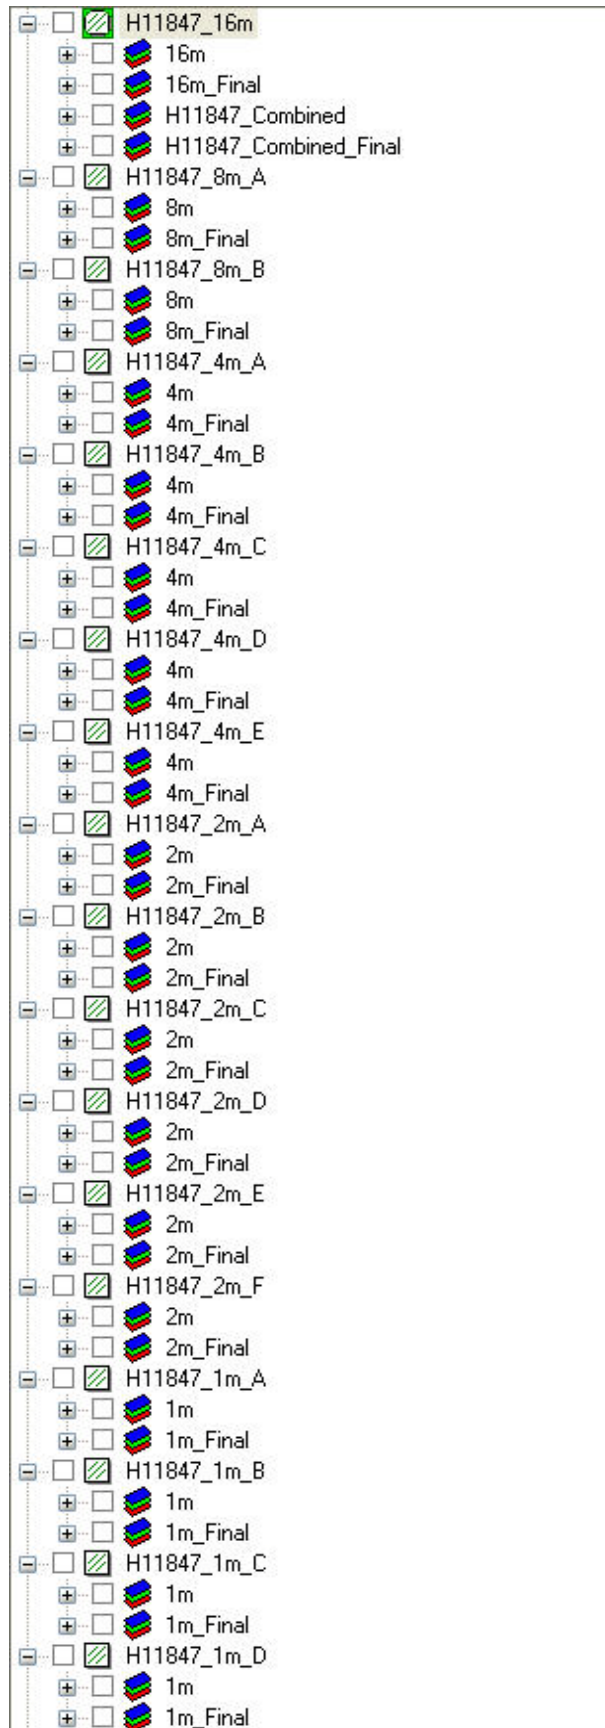 H11847_16m
16m
16m_Final
H11847_Combined
H11847_Combined_Final
H11847_8m_A
8m
8m_Final
H11847_8m_B
8m
8m_Final
H11847_4m_A
4m
4m_Final
H11847_4m_B
4m
4m_Final
H11847_4m_C
4m
4m_Final
H11847_4m_D
4m
4m_Final
H11847_4m_E
4m
4m_Final
H11847_2m_A
2m
2m_Final
H11847_2m_B
2m
2m_Final
H11847_2m_C
2m
2m_Final
H11847_2m_D
2m
2m_Final
H11847_2m_E
2m
2m_Final
H11847_2m_F
2m
2m_Final
H11847_1m_A
1m
1m_Final
H11847_1m_B
1m
1m_Final
H11847_1m_C
1m
1m_Final
H11847_1m_D
1m
1m_Final